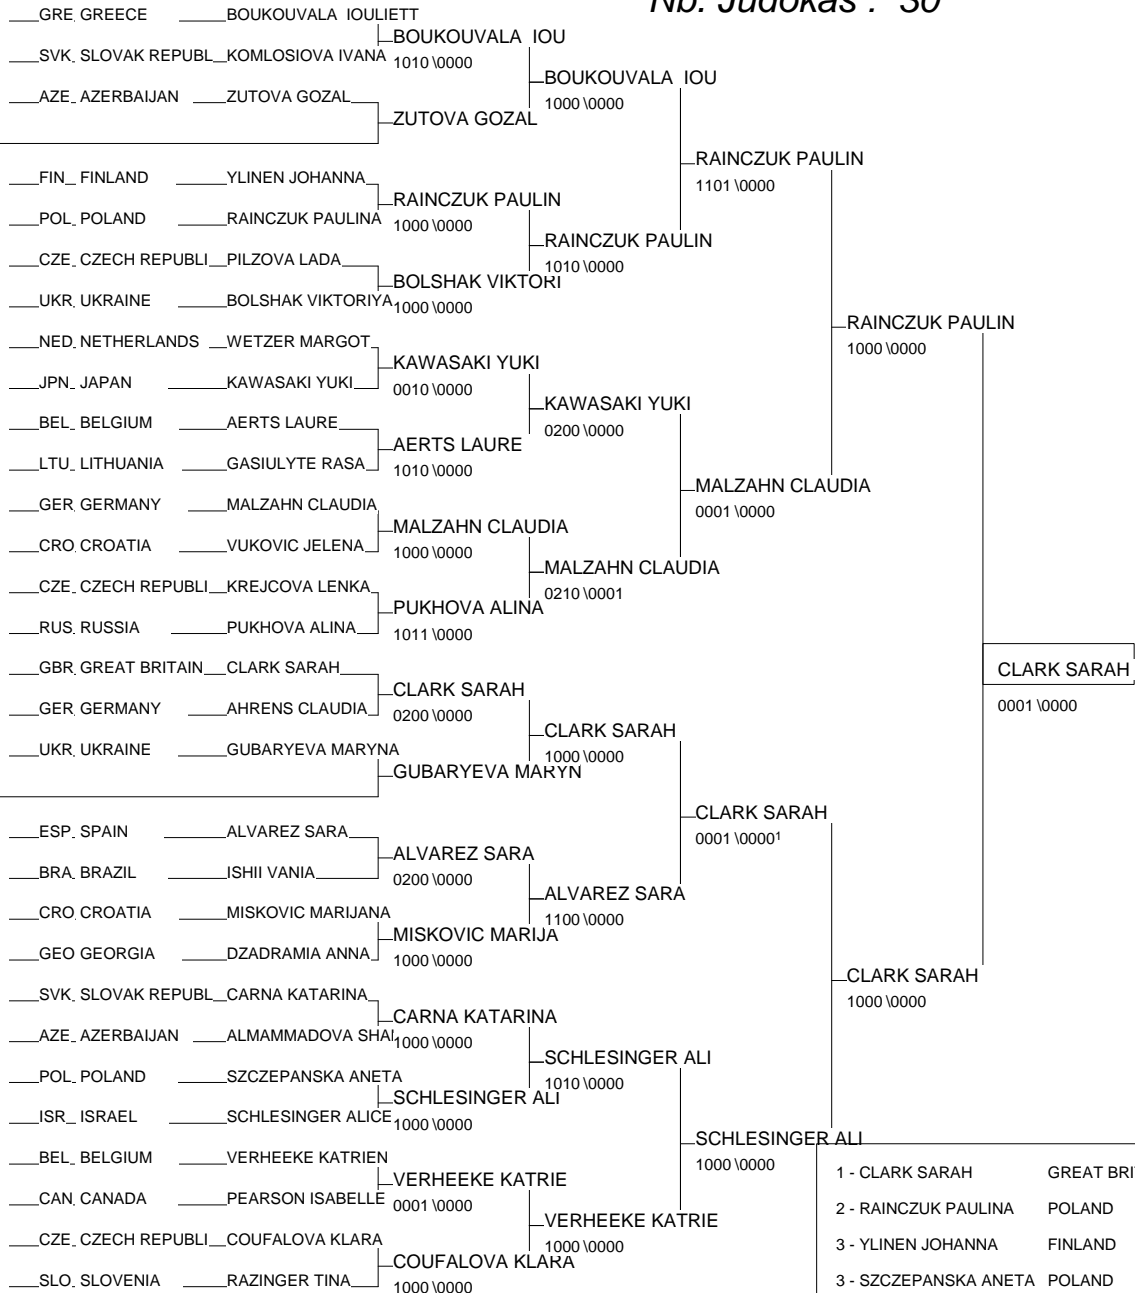 Nb. Judokas : 30
GRE GREECE BOUKOUVALA IOULIETT
BOUKOUVALA IOU
SVK SLOVAK REPUBL KOMLOSIOVA IVANA 1010 \0000
BOUKOUVALA IOU
AZE AZERBAIJAN ZUTOVA GOZAL 1000 \0000
ZUTOVA GOZAL
RAINCZUK PAULIN
FIN FINLAND YLINEN JOHANNA 1101 \0000
RAINCZUK PAULIN
POL POLAND RAINCZUK PAULINA 1000 \0000
RAINCZUK PAULIN
CZE CZECH REPUBLI PILZOVA LADA 1010 \0000
BOLSHAK VIKTORI
UKR UKRAINE BOLSHAK VIKTORIYA 1000 \0000
RAINCZUK PAULIN
NED NETHERLANDS WETZER MARGOT 1000 \0000
KAWASAKI YUKI
JPN JAPAN KAWASAKI YUKI 0010 \0000
KAWASAKI YUKI
BEL BELGIUM AERTS LAURE 0200 \0000
AERTS LAURE
LTU LITHUANIA GASIULYTE RASA 1010 \0000
MALZAHN CLAUDIA
GER GERMANY MALZAHN CLAUDIA 0001 \0000
MALZAHN CLAUDIA
CRO CROATIA VUKOVIC JELENA 1000 \0000
MALZAHN CLAUDIA
CZE CZECH REPUBLI KREJCOVA LENKA 0210 \0001
PUKHOVA ALINA
RUS RUSSIA PUKHOVA ALINA 1011 \0000
GBR GREAT BRITAIN CLARK SARAH CLARK SARAH
CLARK SARAH
GER GERMANY AHRENS CLAUDIA 0200 \0000 0001 \0000
CLARK SARAH
UKR UKRAINE GUBARYEVA MARYNA 1000 \0000
GUBARYEVA MARYN
CLARK SARAH
ESP SPAIN ALVAREZ SARA 0001 \0000¹
ALVAREZ SARA
BRA BRAZIL ISHII VANIA 0200 \0000
ALVAREZ SARA
CRO CROATIA MISKOVIC MARIJANA 1100 \0000
MISKOVIC MARIJA
GEO GEORGIA DZADRAMIA ANNA 1000 \0000
CLARK SARAH
SVK SLOVAK REPUBL CARNA KATARINA 1000 \0000
CARNA KATARINA
AZE AZERBAIJAN ALMAMMADOVA SHA 1000 \0000
SCHLESINGER ALI
POL POLAND SZCZEPANSKA ANETA 1010 \0000
SCHLESINGER ALI
ISR ISRAEL SCHLESINGER ALICE 1000 \0000
SCHLESINGER ALI
BEL BELGIUM VERHEEKE KATRIEN 1000 \0000
VERHEEKE KATRIE
CAN CANADA PEARSON ISABELLE 0001 \0000
VERHEEKE KATRIE
CZE CZECH REPUBLI COUFALOVA KLARA 1000 \0000
COUFALOVA KLARA
SLO SLOVENIA RAZINGER TINA 1000 \0000
1 - CLARK SARAH GREAT BRI
2 - RAINCZUK PAULINA POLAND
3 - YLINEN JOHANNA FINLAND
3 - SZCZEPANSKA ANETA POLAND